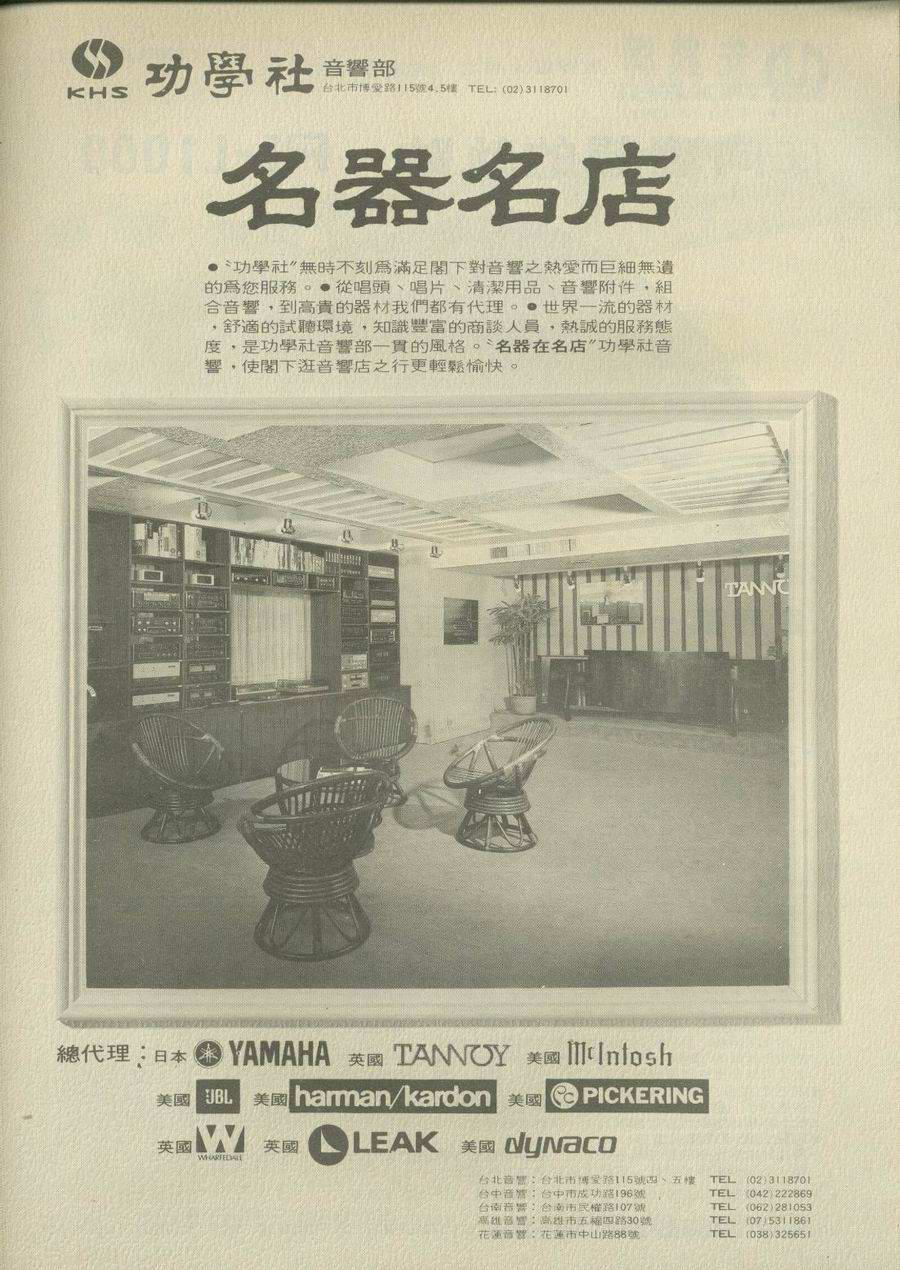 KHS
功學社 音響部
台北市博愛路115號4.5樓 TEL: (02)3118701
名器名店
●〝功學社〞無時不刻爲滿足閣下對音響之熱愛而巨細無遺
的爲您服務。●從唱頭、唱片、清潔用品、音響附件，組
合音響，到高貴的器材我們都有代理。●世界一流的器材
，舒適的試聽環境，知識豐富的商談人員，熱誠的服務態
度，是功學社音響部一貫的風格。〝名器在名店〞功學社音
響，使閣下逛音響店之行更輕鬆愉快。
TANNO
總代理：日本 YAMAHA 英國 TANNOY 美國 McIntosh
美國 JBL 美國 harman/kardon 美國 PICKERING
英國 W WHARFEDALE 英國 LEAK 美國 dynaco
台北音響：台北市博愛路115號四、五樓 TEL (02)3118701
台中音響：台中市成功路196號 TEL (042)222869
台南音響：台南市民權路107號 TEL (062)281053
高雄音響：高雄市五福四路30號 TEL (07)5311861
花蓮音響：花蓮市中山路88號 TEL (038)325651